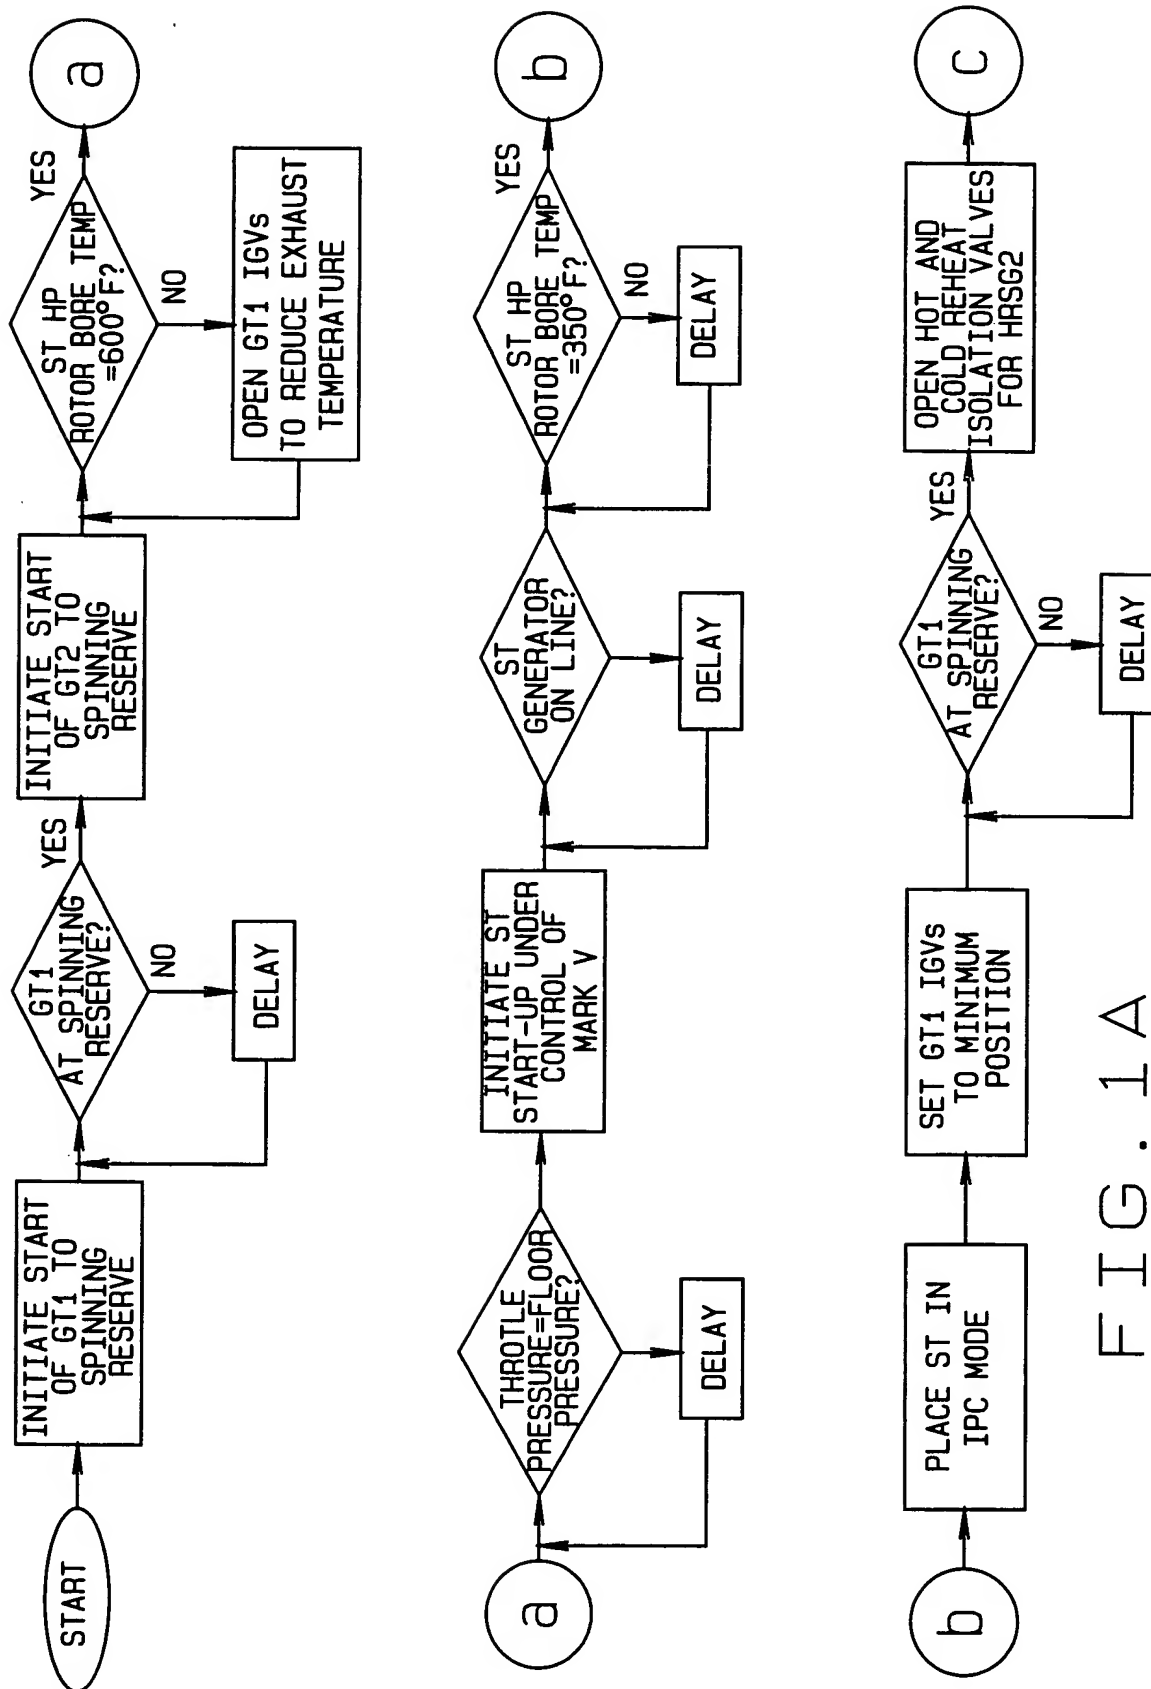 START
INITIATE START
OF GT1 TO
SPINNING
RESERVE
GT1
AT SPINNING
RESERVE?
YES
NO
DELAY
INITIATE START
OF GT2 TO
SPINNING
RESERVE
ST HP
ROTOR BORE TEMP
=600°F?
YES
NO
OPEN GT1 IGVs
TO REDUCE EXHAUST
TEMPERATURE
a
a
THROTLE
PRESSURE=FLOOR
PRESSURE?
DELAY
INITIATE ST
START-UP UNDER
CONTROL OF
MARK V
ST
GENERATOR
ON LINE?
DELAY
ST HP
ROTOR BORE TEMP
=350°F?
YES
NO
DELAY
b
b
PLACE ST IN
IPC MODE
SET GT1 IGVs
TO MINIMUM
POSITION
GT1
AT SPINNING
RESERVE?
YES
NO
DELAY
OPEN HOT AND
COLD REHEAT
ISOLATION VALVES
FOR HRSG2
C
FIG. 1A